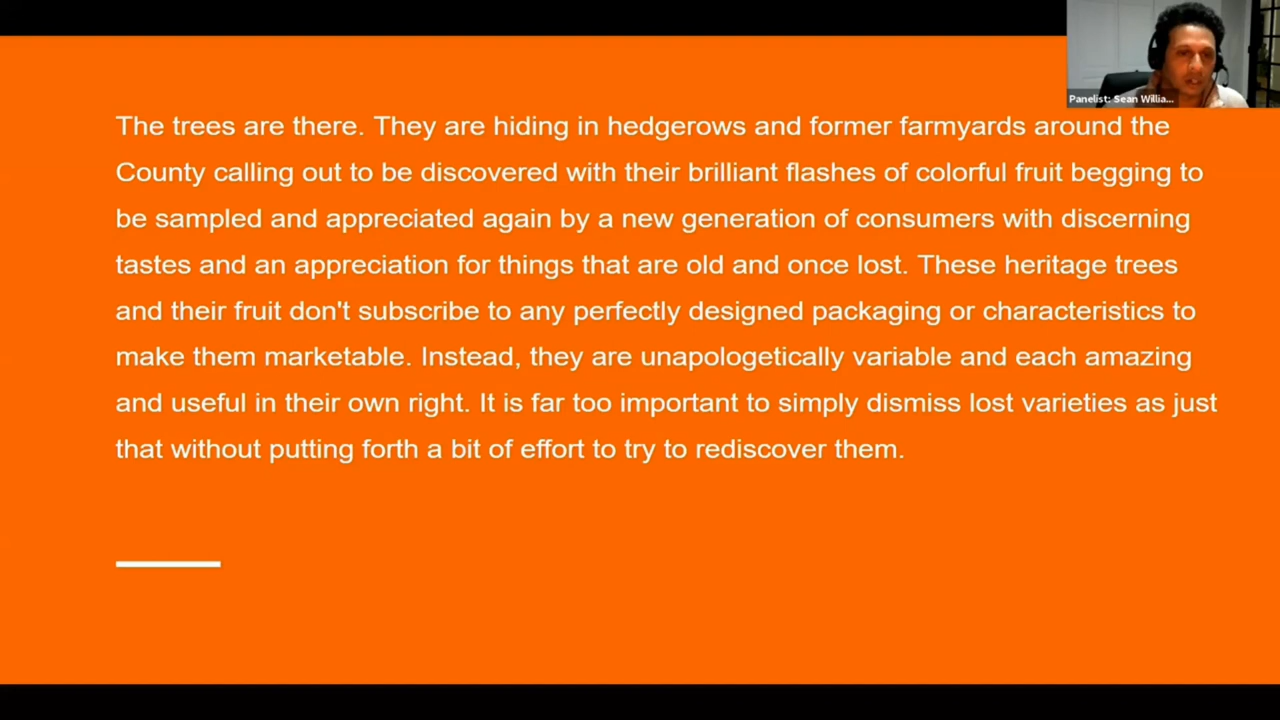 Panelist: Sean Willia...
The trees are there. They are hiding in hedgerows and former farmyards around the
County calling out to be discovered with their brilliant flashes of colorful fruit begging to
be sampled and appreciated again by a new generation of consumers with discerning
tastes and an appreciation for things that are old and once lost. These heritage trees
and their fruit don't subscribe to any perfectly designed packaging or characteristics to
make them marketable. Instead, they are unapologetically variable and each amazing
and useful in their own right. It is far too important to simply dismiss lost varieties as just
that without putting forth a bit of effort to try to rediscover them.